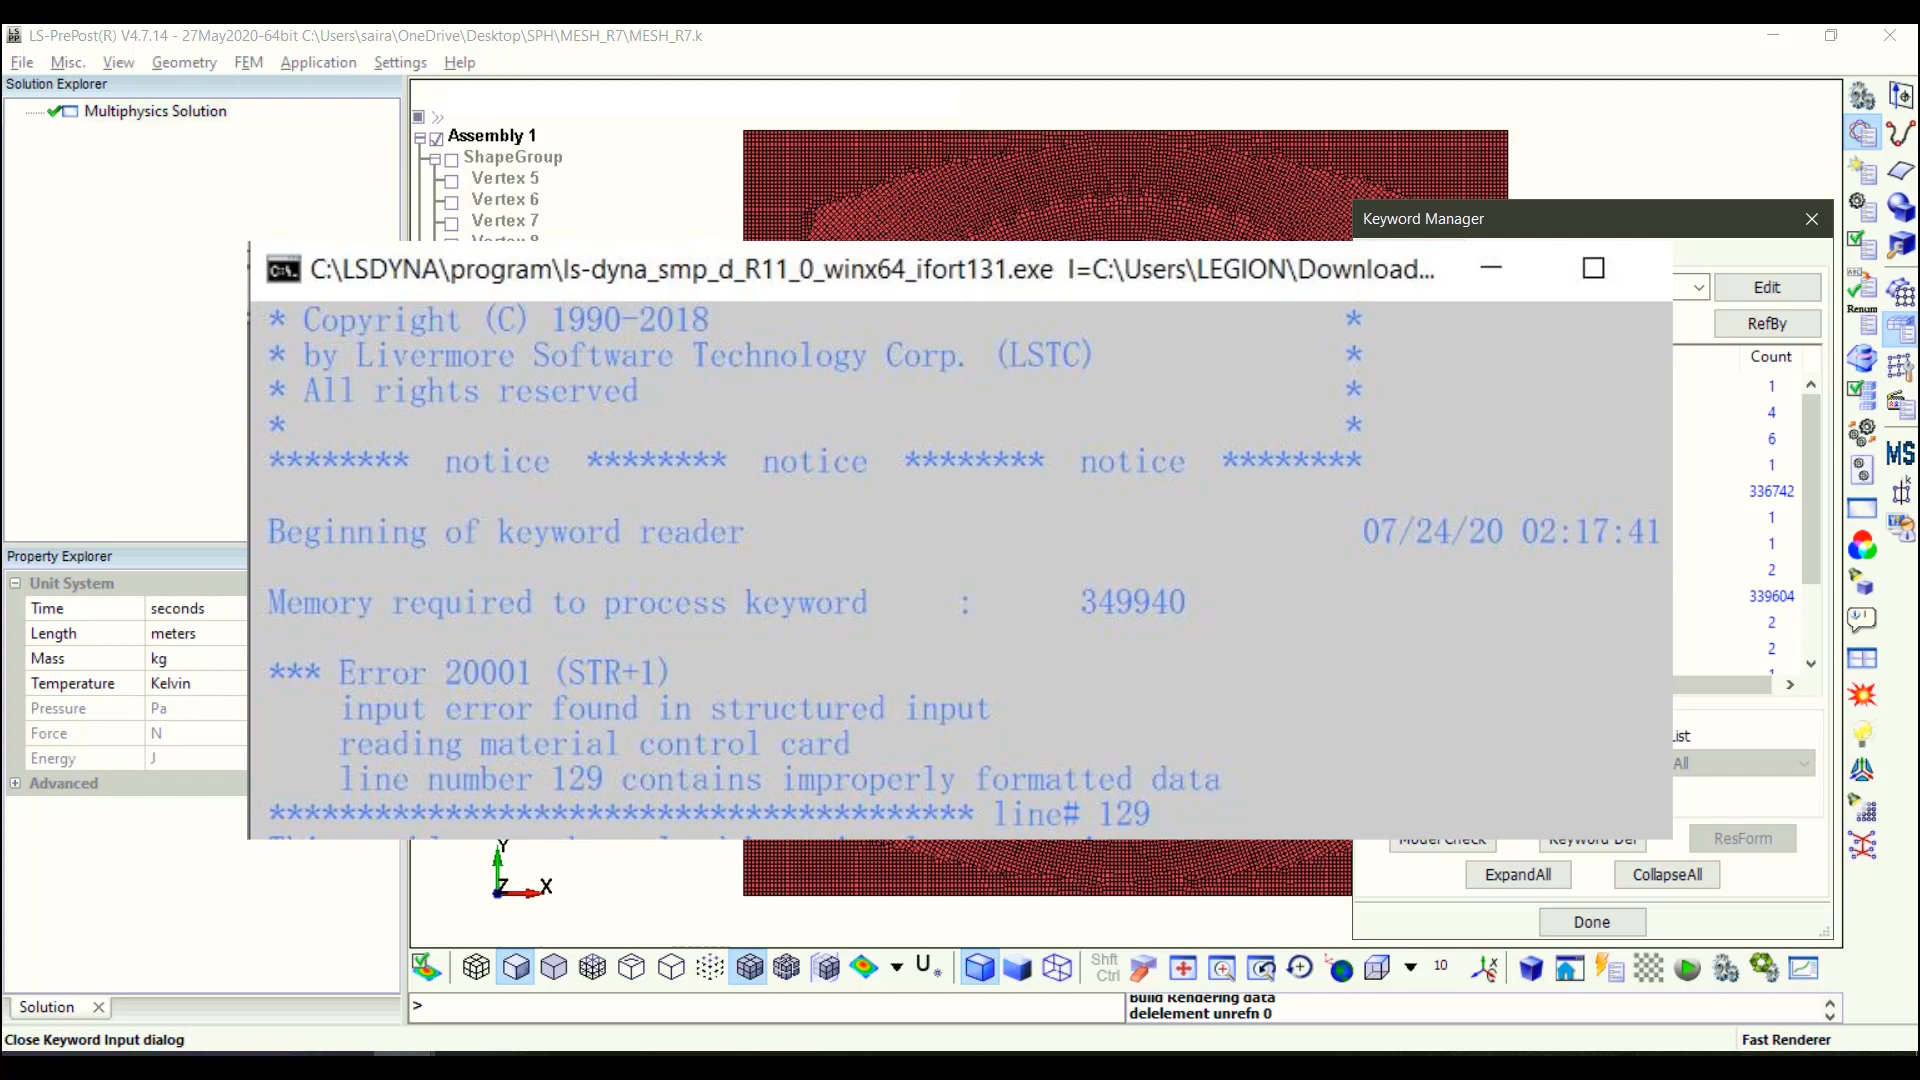 LS-PrePost(R) V4.7.14 - 27May2020-64bit C:\Users\saira\OneDrive\Desktop\SPH\MESH_R7\MESH_R7.k
File Misc. View Geometry FEM Application Settings Help
Solution Explorer
Multiphysics Solution
Assembly 1
ShapeGroup
Vertex 5
Vertex 6
Vertex 7
Vertex 8
Keyword Manager
Edit
RefBy
Count
1
4
6
1
336742
1
1
2
339604
2
2
C:\LSDYNA\program\ls-dyna_smp_d_R11_0_winx64_ifort131.exe I=C:\Users\LEGION\Download...
* Copyright (C) 1990-2018 *
* by Livermore Software Technology Corp. (LSTC) *
* All rights reserved *
* *
******** notice ******** notice ******** notice ********
Beginning of keyword reader 07/24/20 02:17:41
Memory required to process keyword : 349940
*** Error 20001 (STR+1)
input error found in structured input
reading material control card
line number 129 contains improperly formatted data
**************************************** line# 129
Property Explorer
Unit System
Time seconds
Length meters
Mass kg
Temperature Kelvin
Pressure Pa
Force N
Energy J
Advanced
List
All
Model Check Keyword Del ResForm
ExpandAll CollapseAll
Done
Y
Z X
Renum
MS
Shft
Ctrl
10
Solution
>
Build Rendering data
delelement unrefn 0
Close Keyword Input dialog
Fast Renderer